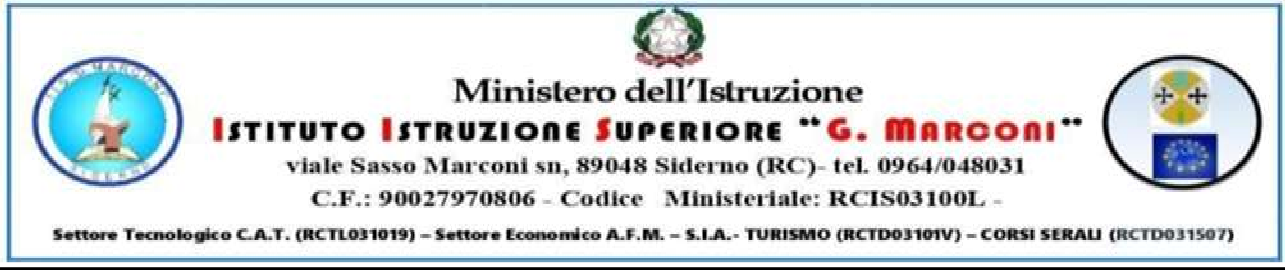 Ministero dell'Istruzione
ISTITUTO ISTRUZIONE SUPERIORE "G. MARCONI"
viale Sasso Marconi sn, 89048 Siderno (RC)- tel. 0964/048031
C.F.: 90027970806 - Codice Ministeriale: RCIS03100L -
Settore Tecnologico C.A.T. (RCTL031019) – Settore Economico A.F.M. – S.I.A.- TURISMO (RCTD03101V) – CORSI SERALI (RCTD031507)